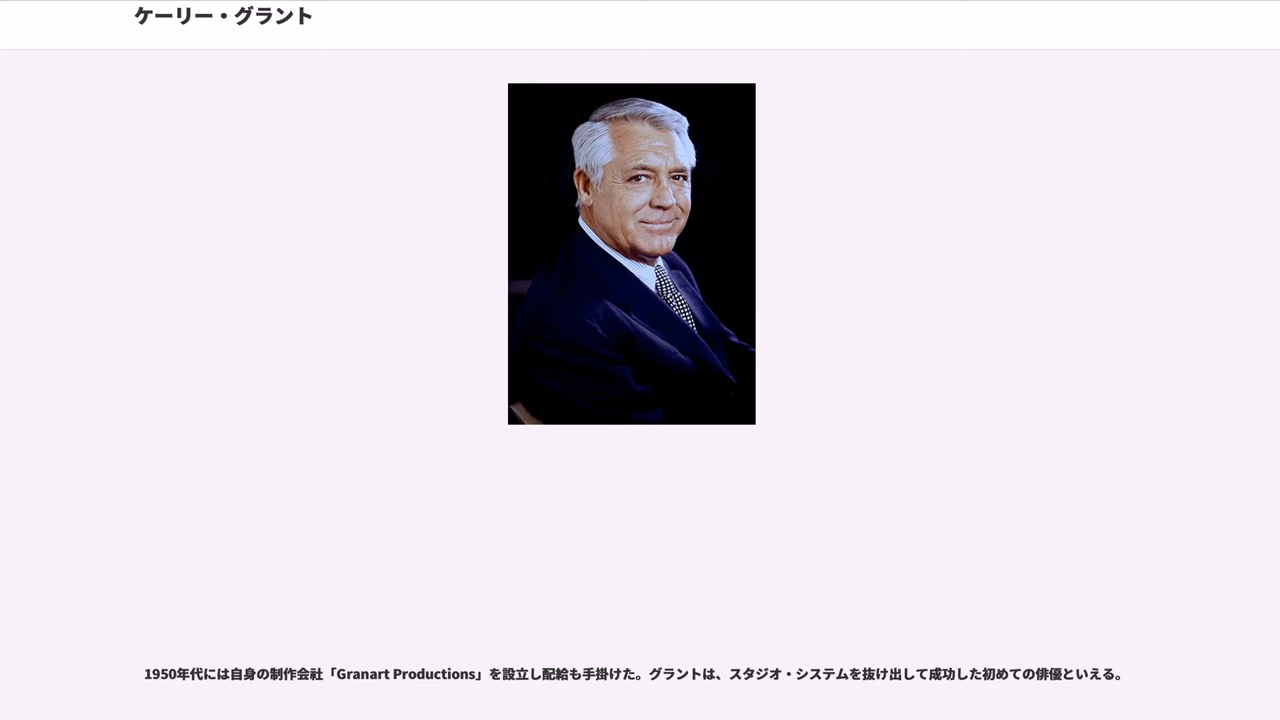 ケーリー・グラント
1950年代には自身の制作会社「Granart Productions」を設立し配給も手掛けた。グラントは、スタジオ・システムを抜け出して成功した初めての俳優といえる。